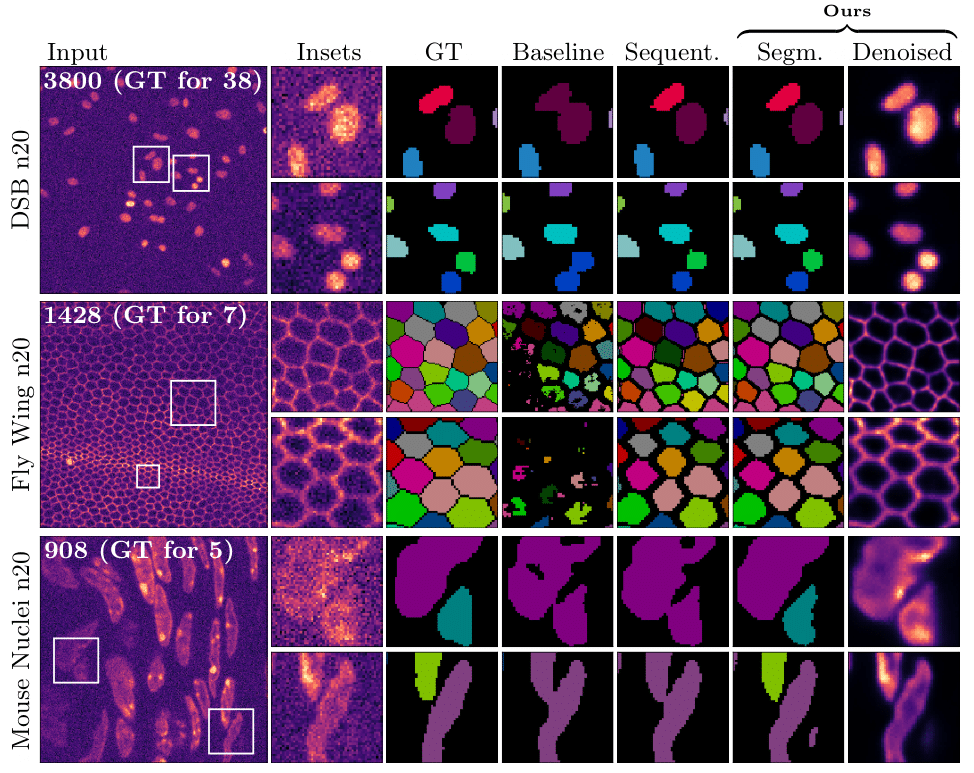 Ours
Input Insets GT Baseline Sequent. Segm. Denoised
DSB n20
3800 (GT for 38)
Fly Wing n20
1428 (GT for 7)
Mouse Nuclei n20
908 (GT for 5)